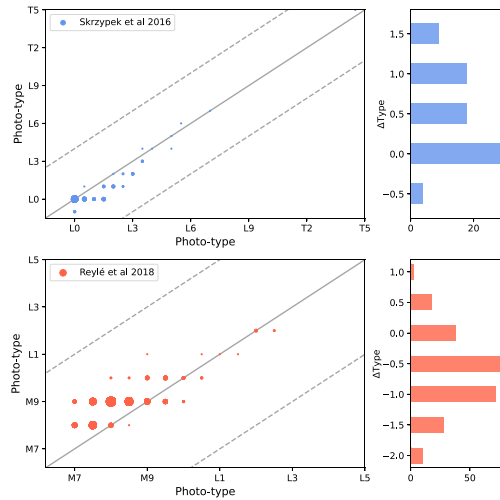 Skrzypek et al 2016
Photo-type
T5
T2
L9
L6
L3
L0
L0 L3 L6 L9 T2 T5
Photo-type
ΔType
1.5
1.0
0.5
0.0
−0.5
0 20
Reylé et al 2018
Photo-type
L5
L3
L1
M9
M7
M7 M9 L1 L3 L5
Photo-type
ΔType
1.0
0.5
0.0
−0.5
−1.0
−1.5
−2.0
0 50